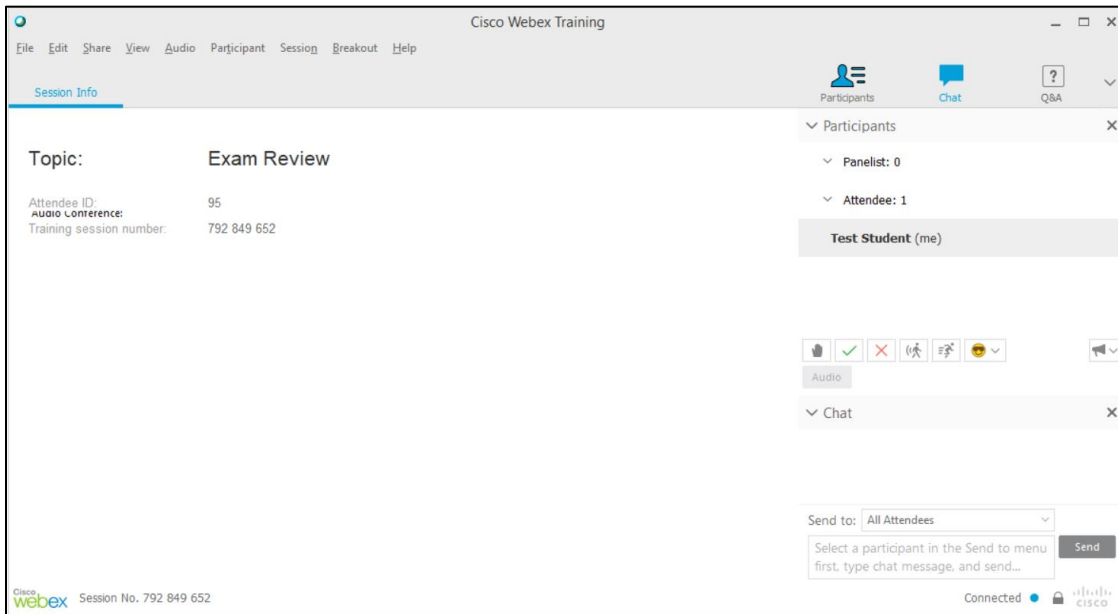 Cisco Webex Training
File Edit Share View Audio Participant Session Breakout Help
Session Info
Participants Chat Q&A
Topic: Exam Review
Attendee ID: 95
Audio Conference:
Training session number: 792 849 652
Participants
Panelist: 0
Attendee: 1
Test Student (me)
Audio
Chat
Send to: All Attendees
Select a participant in the Send to menu
first, type chat message, and send...
Send
Cisco webex Session No. 792 849 652
Connected
CISCO